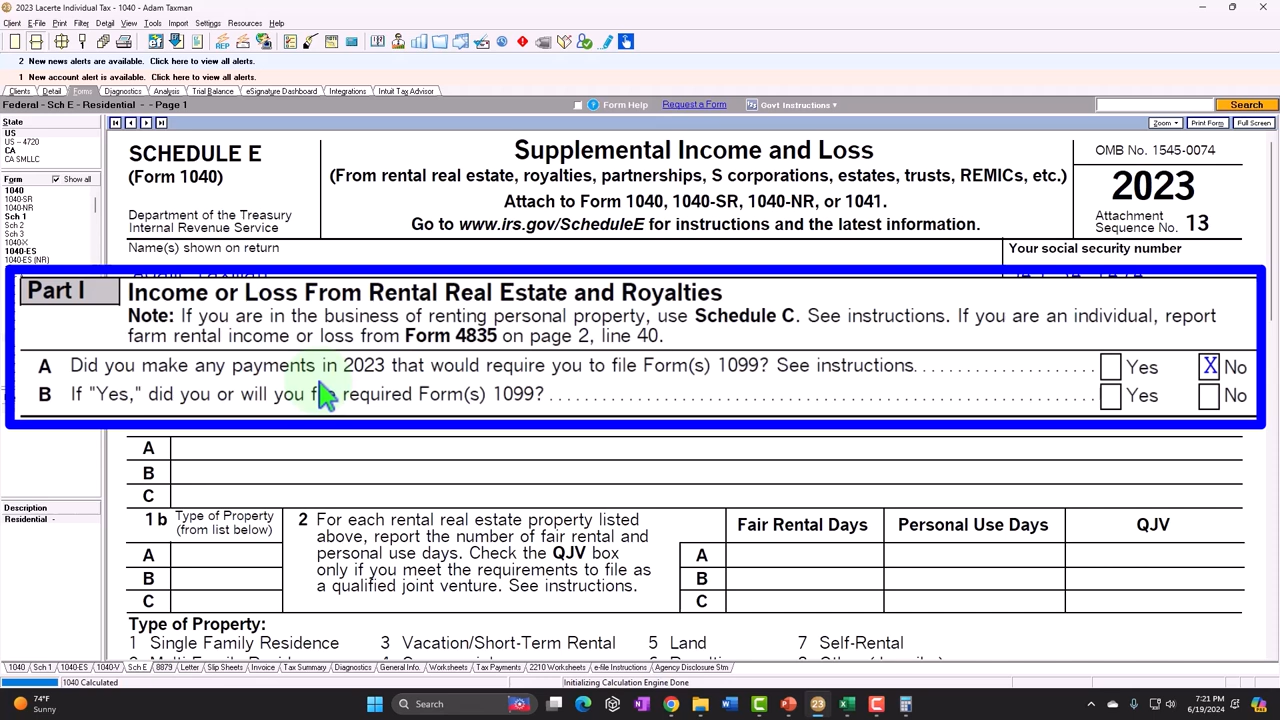 2023 Lacerte Individual Tax - 1040 - Adam Taxman
Client E-File Print Filter Detail View Tools Import Settings Resources Help
2 New news alerts are available. Click here to view all alerts.
1 New account alert is available. Click here to view all alerts.
Clients Detail Forms Diagnostics Analysis Trial Balance eSignature Dashboard Integrations Intuit Tax Advisor
Federal - Sch E - Residential - - Page 1
Form Help Request a Form Govt Instructions Search
State
US
US - 4720
CA
CA SMLLC
Form Show all
1040
1040-SR
1040-NR
Sch 1
Sch 2
Sch 3
1040-X
1040-ES
1040-ES (NR)
Description
Residential -
Zoom Print Form Full Screen
SCHEDULE E
(Form 1040)
Department of the Treasury
Internal Revenue Service
Supplemental Income and Loss
(From rental real estate, royalties, partnerships, S corporations, estates, trusts, REMICs, etc.)
Attach to Form 1040, 1040-SR, 1040-NR, or 1041.
Go to www.irs.gov/ScheduleE for instructions and the latest information.
OMB No. 1545-0074
2023
Attachment
Sequence No. 13
Name(s) shown on return
Your social security number
Part I Income or Loss From Rental Real Estate and Royalties
Note: If you are in the business of renting personal property, use Schedule C. See instructions. If you are an individual, report
farm rental income or loss from Form 4835 on page 2, line 40.
A Did you make any payments in 2023 that would require you to file Form(s) 1099? See instructions. Yes X No
B If "Yes," did you or will you file required Form(s) 1099? Yes No
A
B
C
1b Type of Property
(from list below)
A
B
C
2 For each rental real estate property listed
above, report the number of fair rental and
personal use days. Check the QJV box
only if you meet the requirements to file as
a qualified joint venture. See instructions.
Fair Rental Days Personal Use Days QJV
A
B
C
Type of Property:
1 Single Family Residence 3 Vacation/Short-Term Rental 5 Land 7 Self-Rental
1040 Sch 1 1040-ES 1040-V Sch E 8879 Letter Slip Sheets Invoice Tax Summary Diagnostics General Info. Worksheets Tax Payments 2210 Worksheets e-file Instructions Agency Disclosure Stm
1040 Calculated Initializing Calculation Engine Done
74°F
Sunny
Search
7:21 PM
6/19/2024